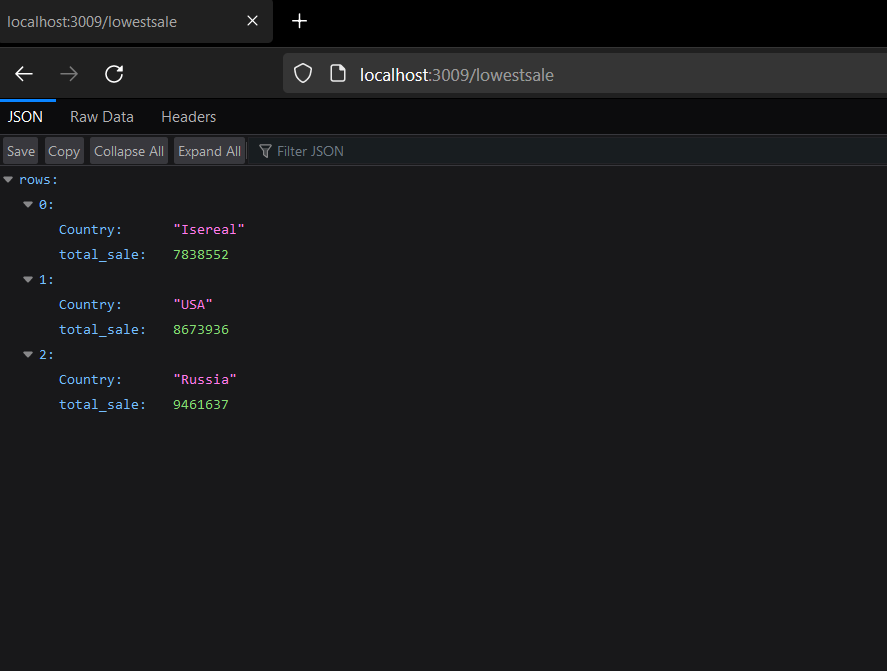 localhost:3009/lowestsale
localhost:3009/lowestsale
JSON Raw Data Headers
Save Copy Collapse All Expand All Filter JSON
rows:
0:
Country: "Isereal"
total_sale: 7838552
1:
Country: "USA"
total_sale: 8673936
2:
Country: "Russia"
total_sale: 9461637